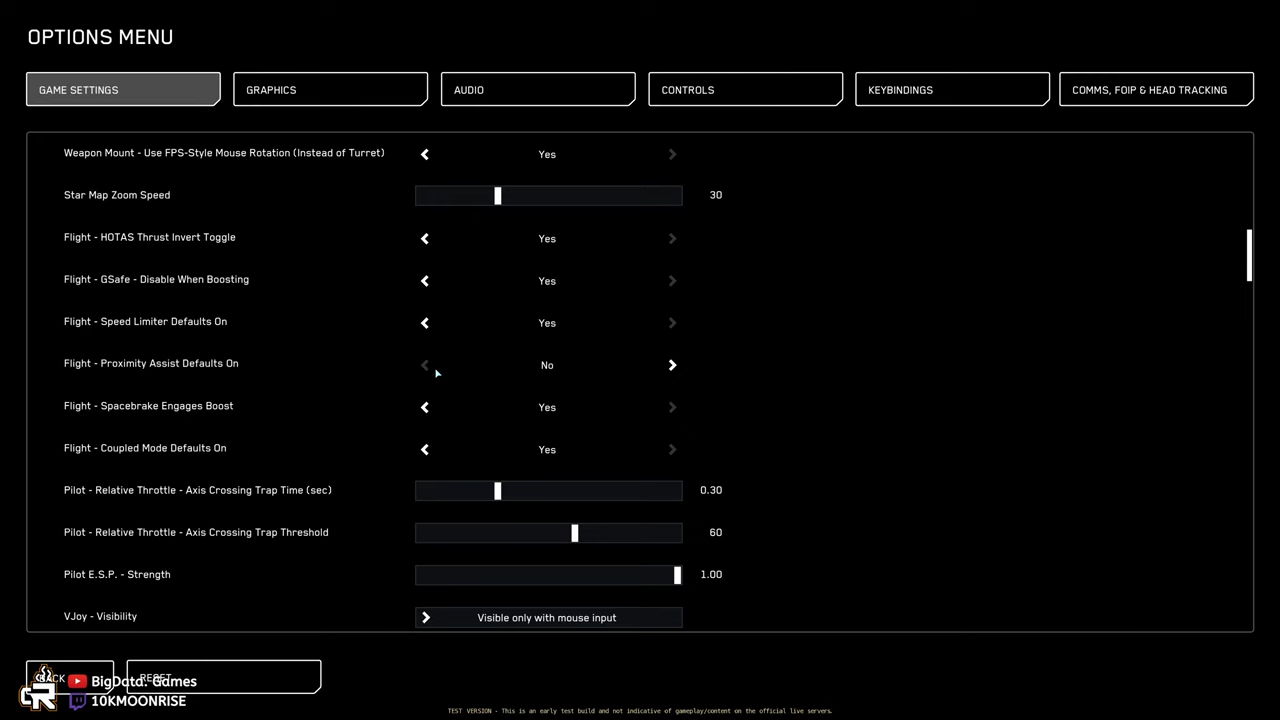 OPTIONS MENU
GAME SETTINGS
GRAPHICS
AUDIO
CONTROLS
KEYBINDINGS
COMMS, FOIP & HEAD TRACKING
Weapon Mount - Use FPS-Style Mouse Rotation (Instead of Turret) Yes
Star Map Zoom Speed 30
Flight - HOTAS Thrust Invert Toggle Yes
Flight - GSafe - Disable When Boosting Yes
Flight - Speed Limiter Defaults On Yes
Flight - Proximity Assist Defaults On No
Flight - Spacebrake Engages Boost Yes
Flight - Coupled Mode Defaults On Yes
Pilot - Relative Throttle - Axis Crossing Trap Time (sec) 0.30
Pilot - Relative Throttle - Axis Crossing Trap Threshold 60
Pilot E.S.P. - Strength 1.00
VJoy - Visibility Visible only with mouse input
BACK RESET
BigData. Games
10KMOONRISE
TEST VERSION - This is an early test build and not indicative of gameplay/content on the official live servers.